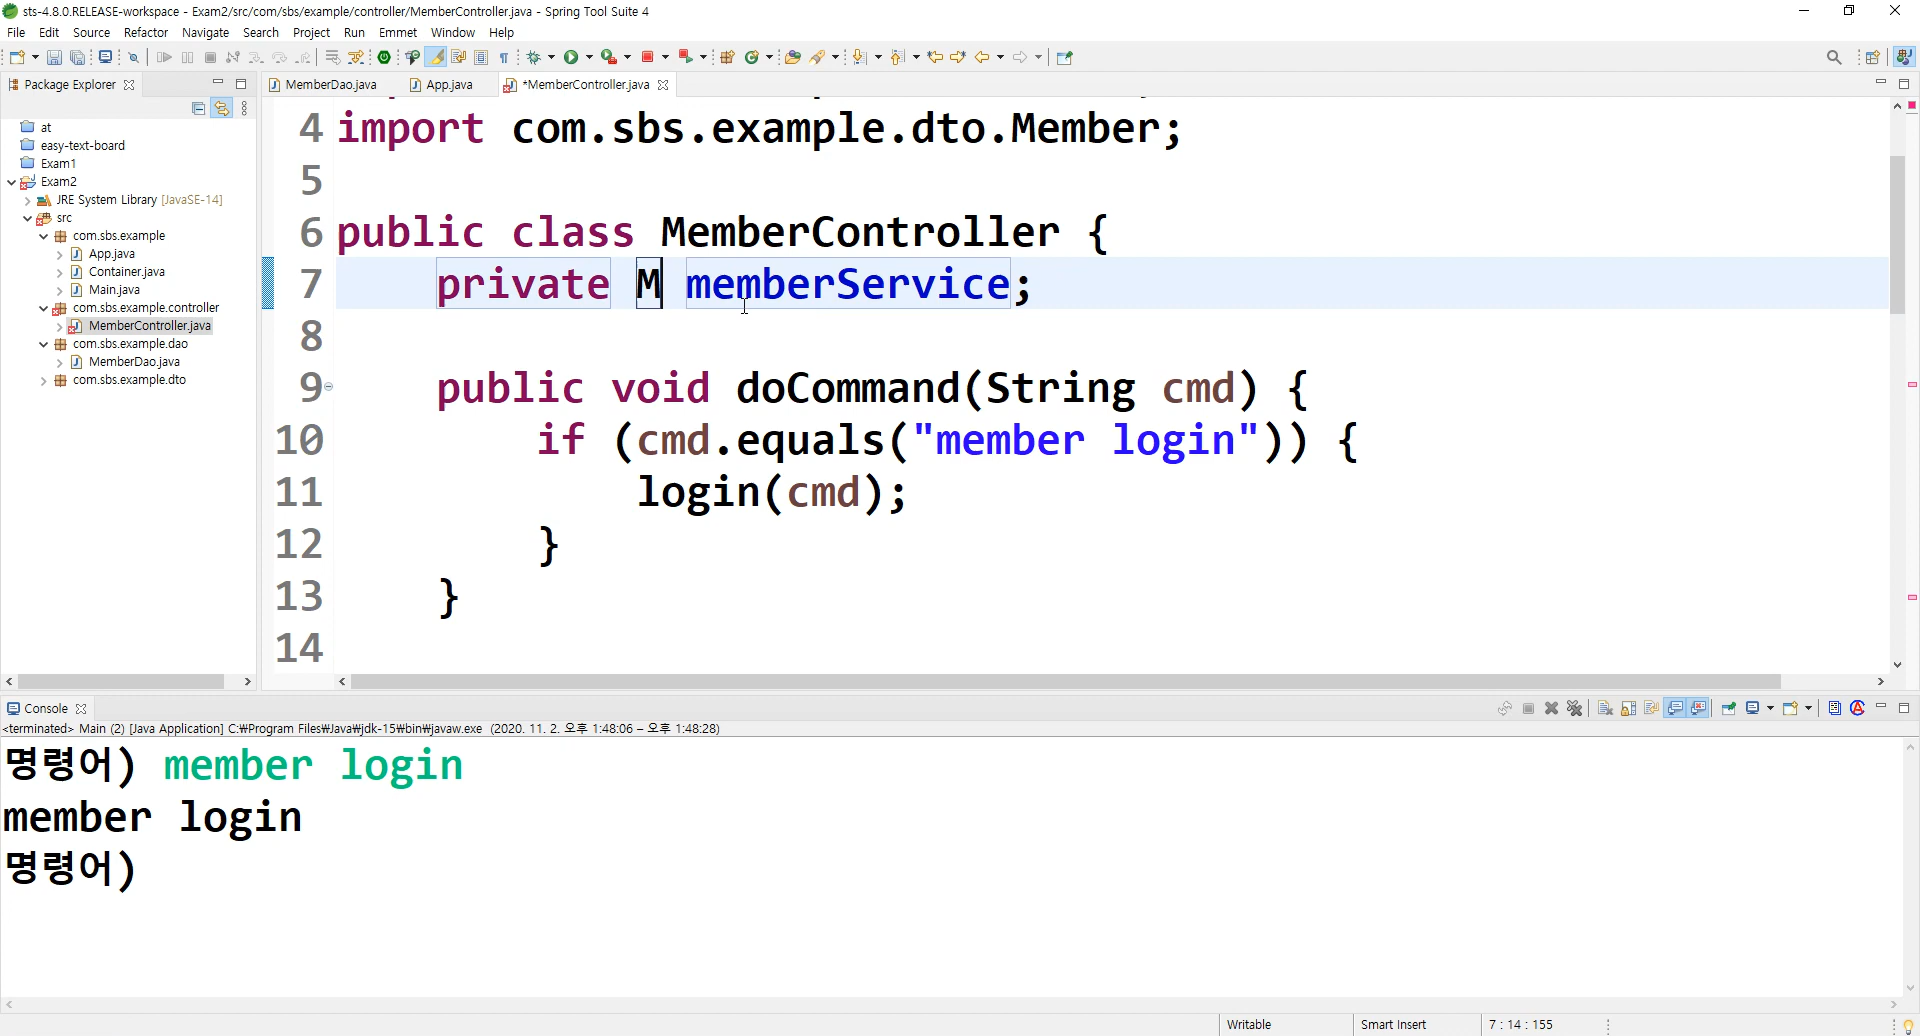 sts-4.8.0.RELEASE-workspace - Exam2/src/com/sbs/example/controller/MemberController.java - Spring Tool Suite 4
File Edit Source Refactor Navigate Search Project Run Emmet Window Help
Package Explorer
MemberDao.java App.java *MemberController.java
at
easy-text-board
Exam1
Exam2
JRE System Library [JavaSE-14]
src
com.sbs.example
App.java
Container.java
Main.java
com.sbs.example.controller
MemberController.java
com.sbs.example.dao
MemberDao.java
com.sbs.example.dto
4 import com.sbs.example.dto.Member;
5
6 public class MemberController {
7 private M memberService;
8
9 public void doCommand(String cmd) {
10 if (cmd.equals("member login")) {
11 login(cmd);
12 }
13 }
14
Console
<terminated> Main (2) [Java Application] C:₩Program Files₩Java₩jdk-15₩bin₩javaw.exe (2020. 11. 2. 오후 1:48:06 – 오후 1:48:28)
명령어) member login
member login
명령어)
Writable Smart Insert 7 : 14 : 155